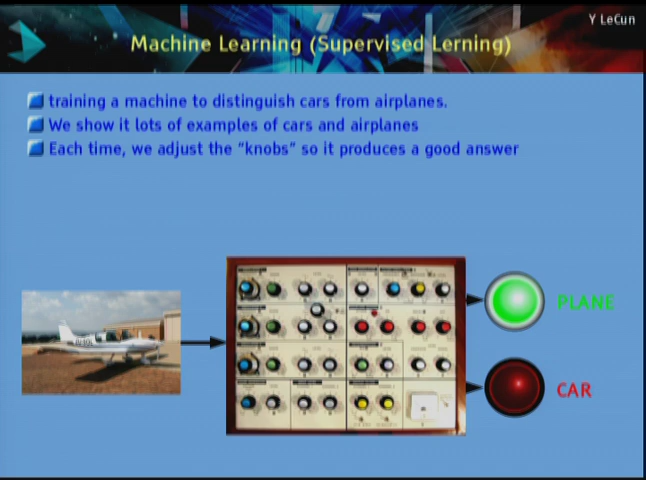 Y LeCun
Machine Learning (Supervised Lerning)
training a machine to distinguish cars from airplanes.
We show it lots of examples of cars and airplanes
Each time, we adjust the "knobs" so it produces a good answer
PLANE
CAR